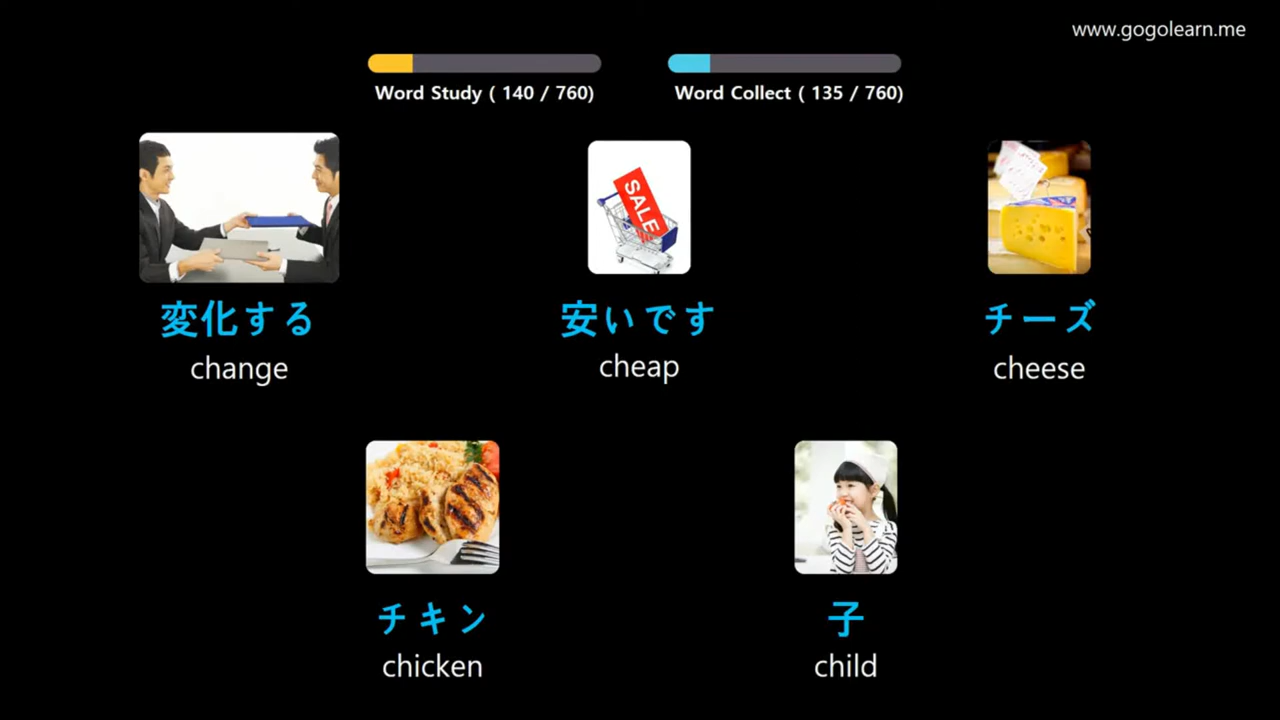 www.gogolearn.me
Word Study ( 140 / 760)
Word Collect ( 135 / 760)
SALE
変化する
change
安いです
cheap
チーズ
cheese
チキン
chicken
子
child